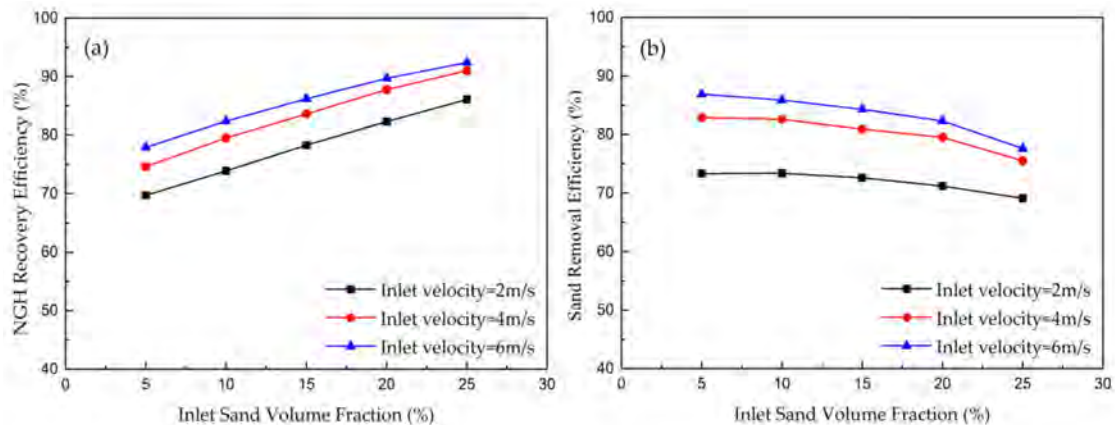 (a)
NGH Recovery Efficiency (%)
100
90
80
70
60
50
40
0 5 10 15 20 25 30
Inlet Sand Volume Fraction (%)
Inlet velocity=2m/s
Inlet velocity=4m/s
Inlet velocity=6m/s
(b)
Sand Removal Efficiency (%)
100
90
80
70
60
50
40
0 5 10 15 20 25 30
Inlet Sand Volume Fraction (%)
Inlet velocity=2m/s
Inlet velocity=4m/s
Inlet velocity=6m/s